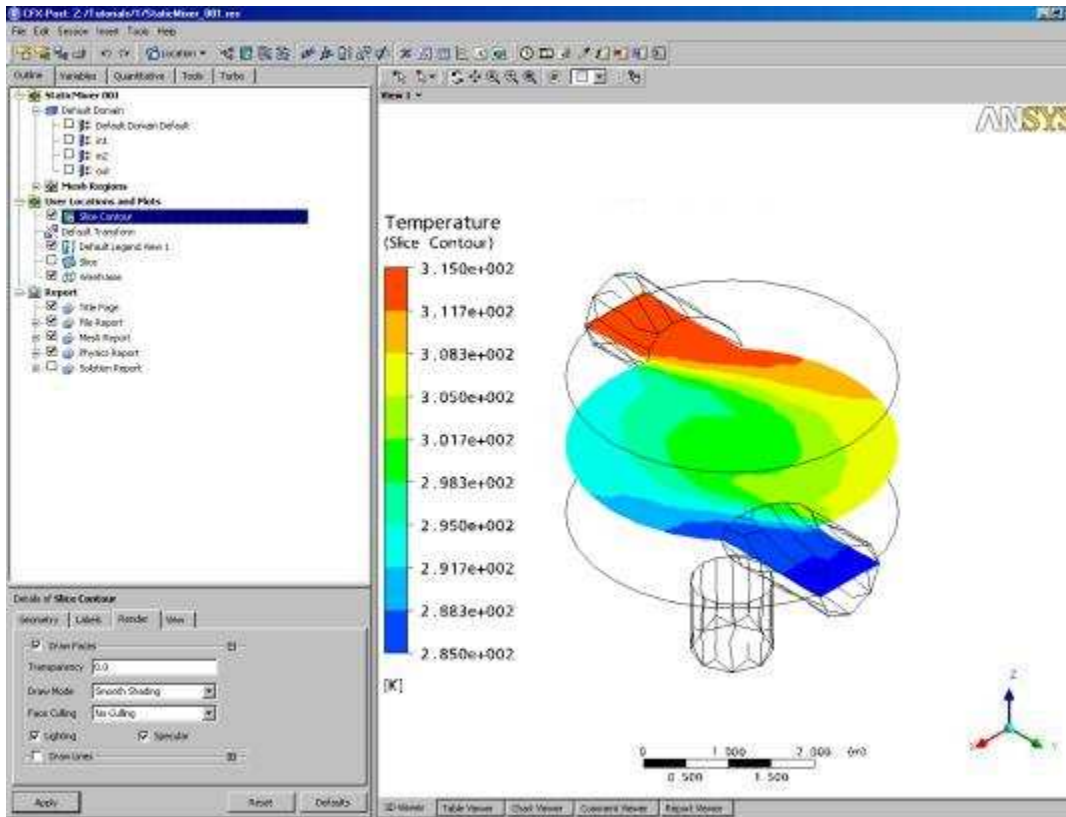 CFX-Post: Z:/Tutorials/1/StaticMixer_001.res
File Edit Session Insert Tools Help
Location
Outline Variables Quantitative Tools Turbo
StaticMixer 001
Default Domain
Default Domain Default
in1
in2
out
Mesh Regions
User Locations and Plots
Slice Contour
Default Transform
Default Legend View 1
Slice
Wireframe
Report
Title Page
File Report
Mesh Report
Physics Report
Solution Report
Details of Slice Contour
Geometry Labels Render View
Draw Faces
Transparency 0.0
Draw Mode Smooth Shading
Face Culling No Culling
Lighting Specular
Draw Lines
Apply Reset Defaults
View 1
ANSYS
Temperature
(Slice Contour)
3.150e+002
3.117e+002
3.083e+002
3.050e+002
3.017e+002
2.983e+002
2.950e+002
2.917e+002
2.883e+002
2.850e+002
[K]
Z
X Y
0 1.000 2.000 (m)
0.500 1.500
3D Viewer Table Viewer Chart Viewer Comment Viewer Report Viewer